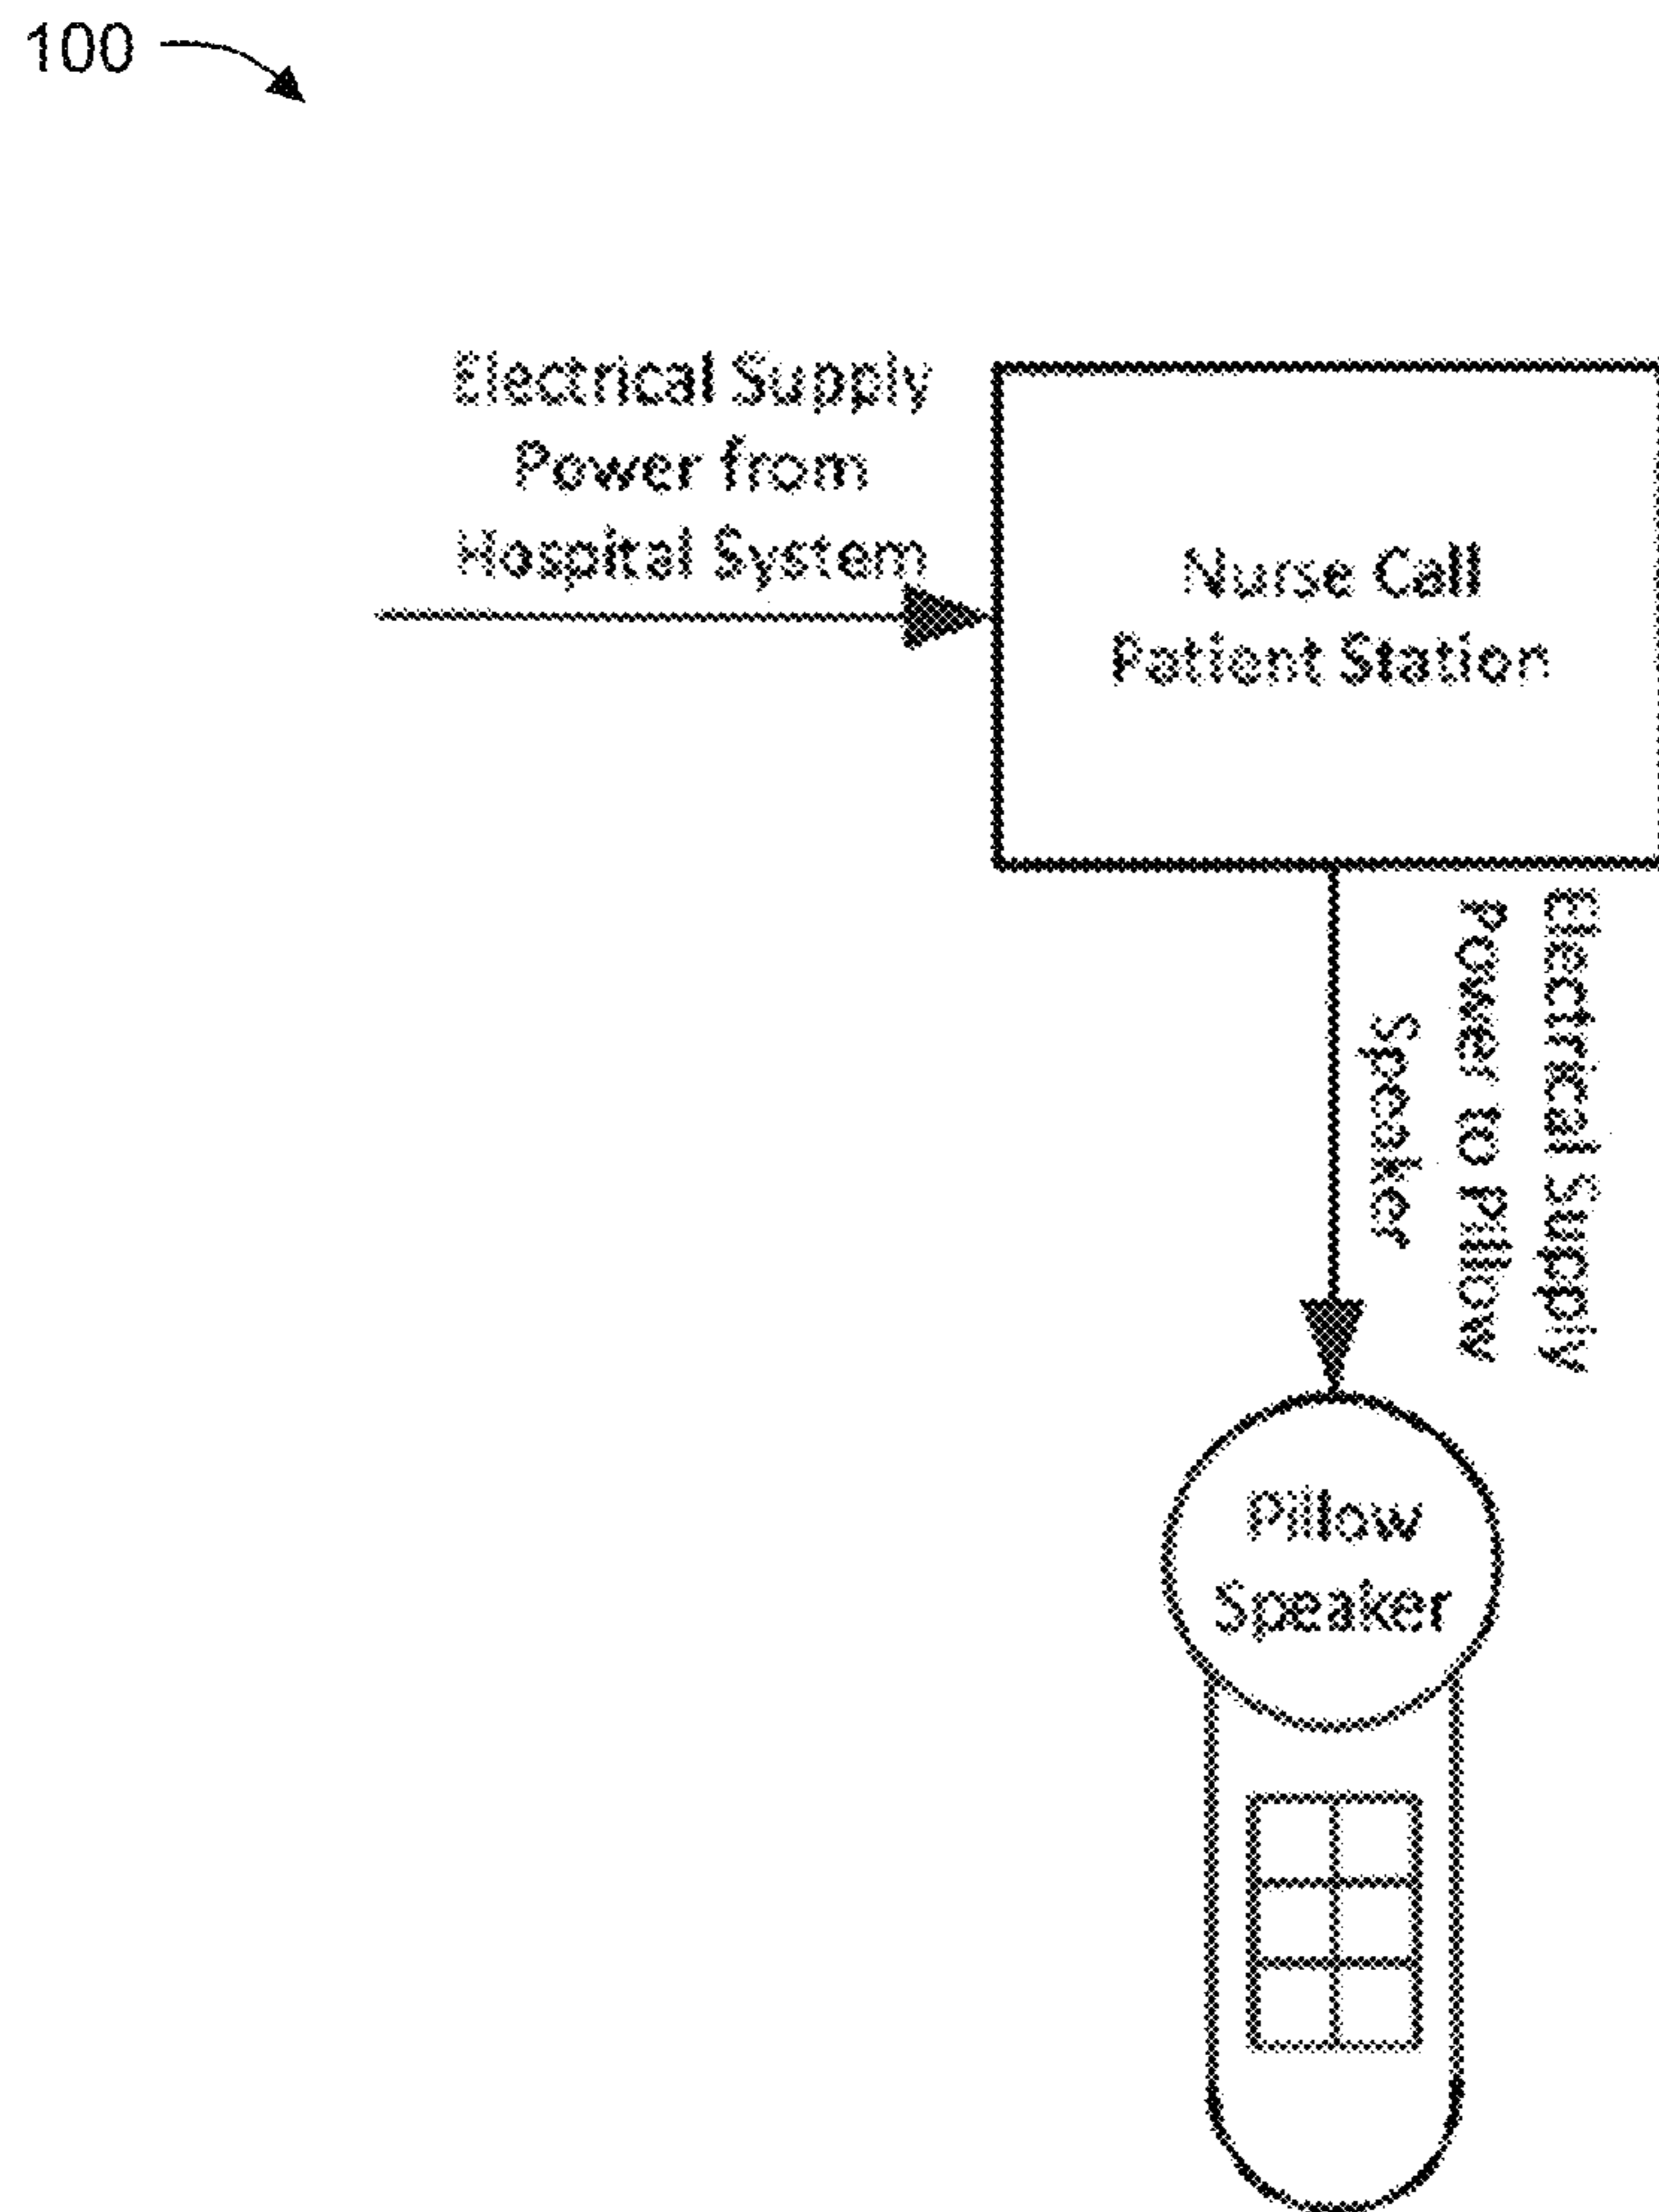 100
Electrical Supply
Power from
Hospital System
Nurse Call
Patient Station
Electrical Supply
Power to Pillow
Speaker
Pillow
Speaker